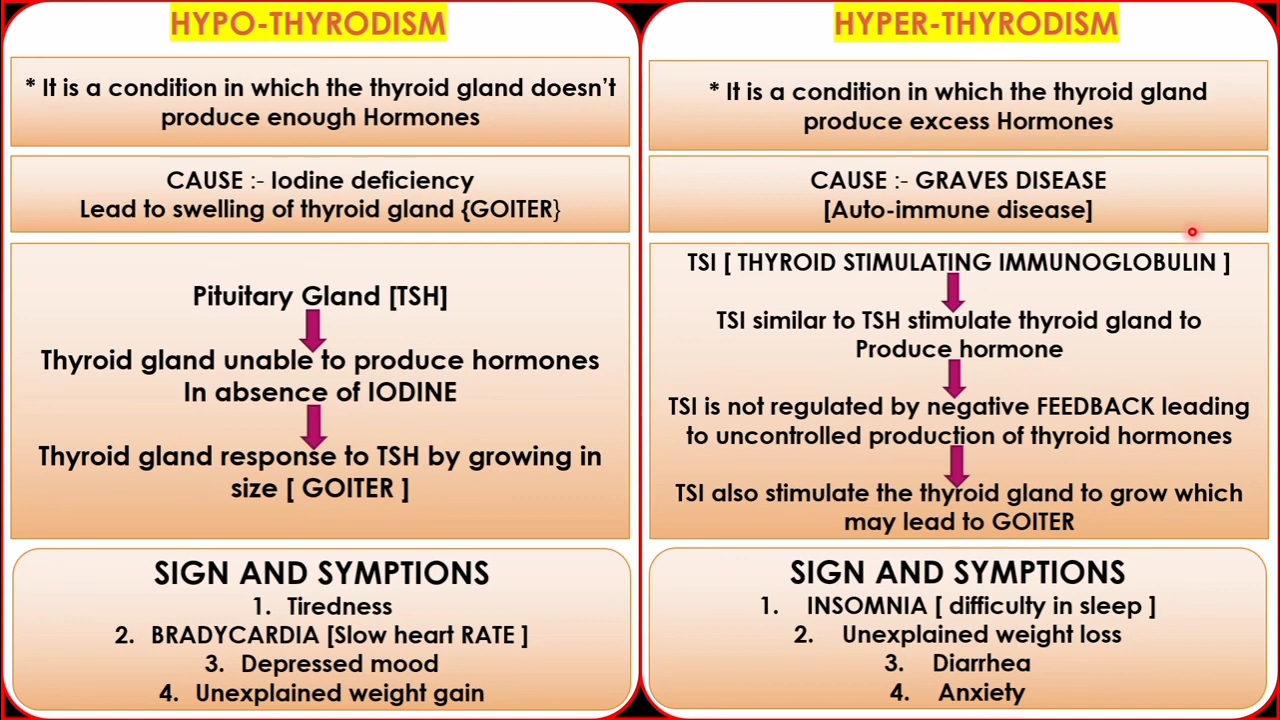 HYPO-THYRODISM
* It is a condition in which the thyroid gland doesn't
produce enough Hormones
CAUSE :- Iodine deficiency
Lead to swelling of thyroid gland {GOITER}
Pituitary Gland [TSH]
Thyroid gland unable to produce hormones
In absence of IODINE
Thyroid gland response to TSH by growing in
size [ GOITER ]
SIGN AND SYMPTIONS
1. Tiredness
2. BRADYCARDIA [Slow heart RATE ]
3. Depressed mood
4. Unexplained weight gain
HYPER-THYRODISM
* It is a condition in which the thyroid gland
produce excess Hormones
CAUSE :- GRAVES DISEASE
[Auto-immune disease]
TSI [ THYROID STIMULATING IMMUNOGLOBULIN ]
TSI similar to TSH stimulate thyroid gland to
Produce hormone
TSI is not regulated by negative FEEDBACK leading
to uncontrolled production of thyroid hormones
TSI also stimulate the thyroid gland to grow which
may lead to GOITER
SIGN AND SYMPTIONS
1. INSOMNIA [ difficulty in sleep ]
2. Unexplained weight loss
3. Diarrhea
4. Anxiety